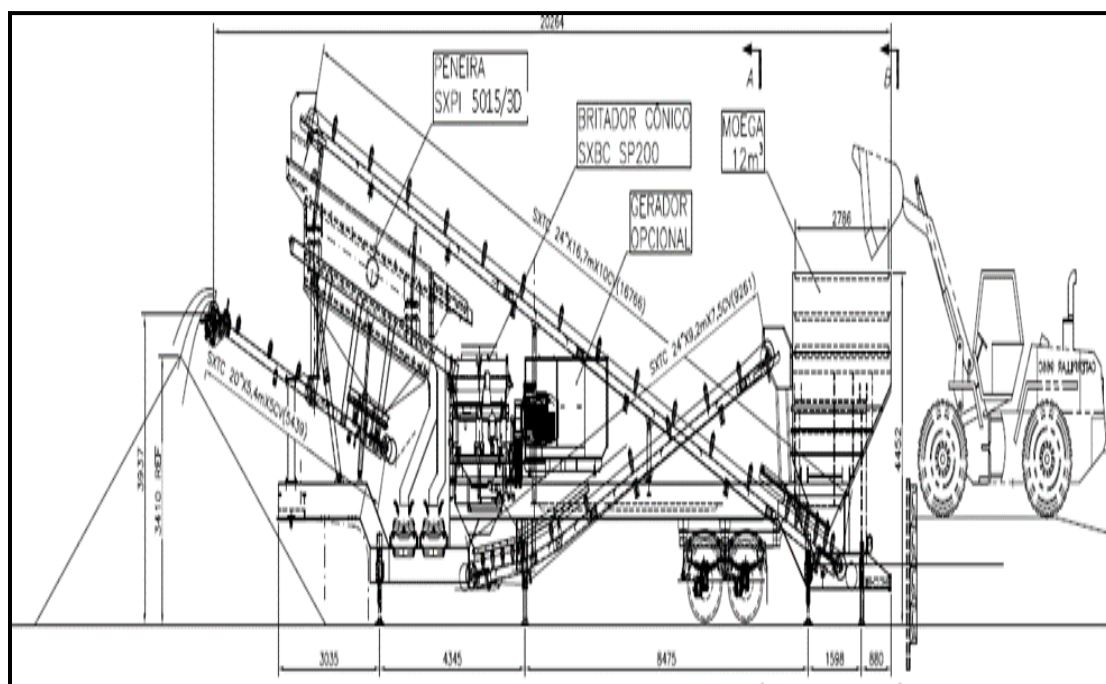 20264
PENEIRA
SXPI 5015/3D
BRITADOR CÔNICO
SXBC SP200
MOEGA
12m³
A
B
GERADOR
OPCIONAL
2786
SXTC 24"X16,7mX10CV(16766)
SXTC 24"X9,2mX7,5CV(9261)
SXTC 20"X5,4mX5CV(5439)
3937
3410 REF
4452
3035
4345
8475
1598
880